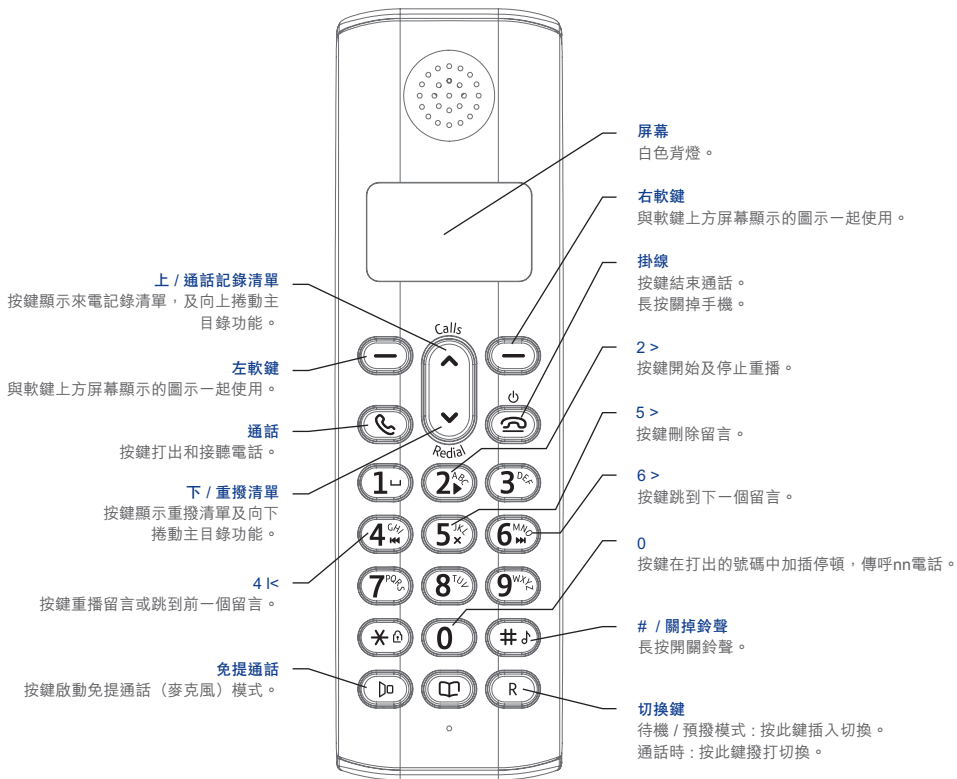 屏幕
白色背燈。
右軟鍵
與軟鍵上方屏幕顯示的圖示一起使用。
掛線
按鍵結束通話。
長按關掉手機。
2 >
按鍵開始及停止重播。
5 >
按鍵刪除留言。
6 >
按鍵跳到下一個留言。
0
按鍵在打出的號碼中加插停頓，傳呼nn電話。
# / 關掉鈴聲
長按開關鈴聲。
切換鍵
待機 / 預撥模式 : 按此鍵插入切換。
通話時 : 按此鍵撥打切換。
上 / 通話記錄清單
按鍵顯示來電記錄清單，及向上捲動主
目錄功能。
左軟鍵
與軟鍵上方屏幕顯示的圖示一起使用。
通話
按鍵打出和接聽電話。
下 / 重撥清單
按鍵顯示重撥清單及向下
捲動主目錄功能。
4 I<
按鍵重播留言或跳到前一個留言。
免提通話
按鍵啟動免提通話（麥克風）模式。
Calls
Redial
1 2 ABC 3 DEF
4 GHI 5 JKL 6 MNO
7 PQRS 8 TUV 9 WXYZ
* 0 #
R